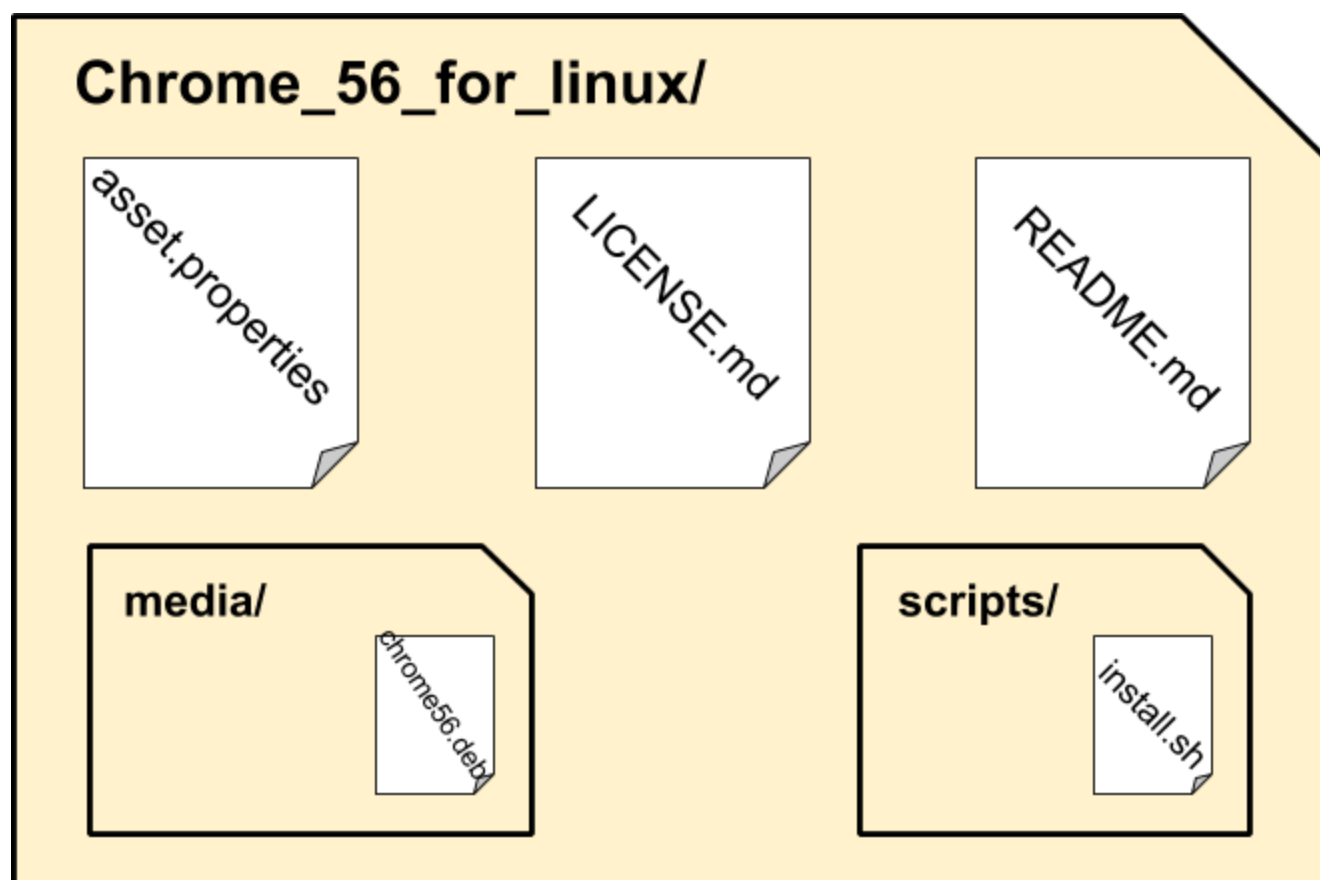 Chrome_56_for_linux/
asset.properties
LICENSE.md
README.md
media/
chrome56.deb
scripts/
install.sh